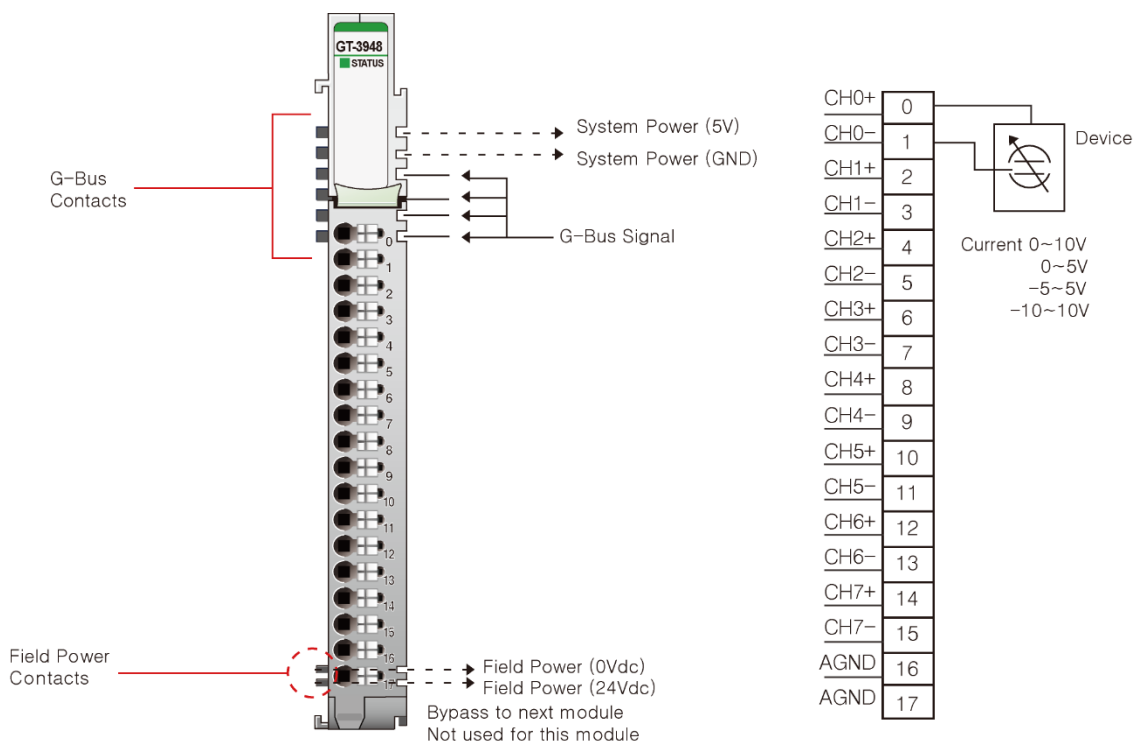 GT-3948
STATUS
System Power (5V)
System Power (GND)
G-Bus
Contacts
G-Bus Signal
0
1
2
3
4
5
6
7
8
9
10
11
12
13
14
15
16
17
Field Power
Contacts
Field Power (0Vdc)
Field Power (24Vdc)
Bypass to next module
Not used for this module
CH0+ 0
CH0- 1
CH1+ 2
CH1- 3
CH2+ 4
CH2- 5
CH3+ 6
CH3- 7
CH4+ 8
CH4- 9
CH5+ 10
CH5- 11
CH6+ 12
CH6- 13
CH7+ 14
CH7- 15
AGND 16
AGND 17
Device
Current 0~10V
0~5V
-5~5V
-10~10V